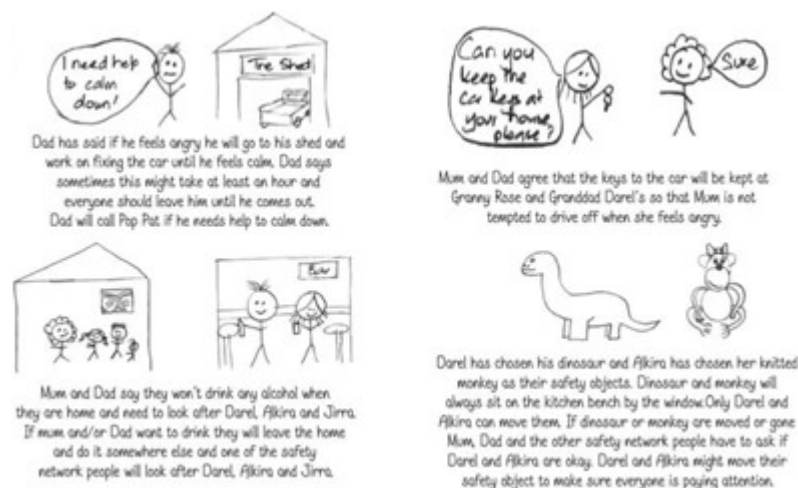 I need help
to calm
down!
The Shed
Dad has said if he feels angry he will go to his shed and
work on fixing the car until he feels calm. Dad says
sometimes this might take at least an hour and
everyone should leave him until he comes out.
Dad will call Pop Pat if he needs help to calm down.
Can you
keep the
car keys at
your house,
please?
Sure
Mum and Dad agree that the keys to the car will be kept at
Granny Rose and Granddad Darel's so that Mum is not
tempted to drive off when she feels angry.
Mum and Dad say they won't drink any alcohol when
they are home and need to look after Darel, Alkira and Jirra.
If mum and/or Dad want to drink they will leave the home
and do it somewhere else and one of the safety
network people will look after Darel, Alkira and Jirra.
Darel has chosen his dinosaur and Alkira has chosen her knitted
monkey as their safety objects. Dinosaur and monkey will
always sit on the kitchen bench by the window. Only Darel and
Alkira can move them. If dinosaur or monkey are moved or gone
Mum, Dad and the other safety network people have to ask if
Darel and Alkira are okay. Darel and Alkira might move their
safety object to make sure everyone is paying attention.